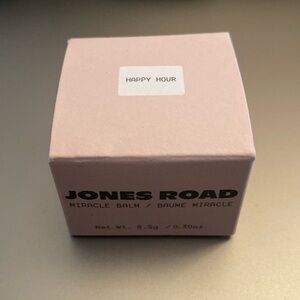 HAPPY HOUR
JONES ROAD
MIRACLE BALM / BAUME MIRACLE
Net Wt. 8.5g / 0.30oz